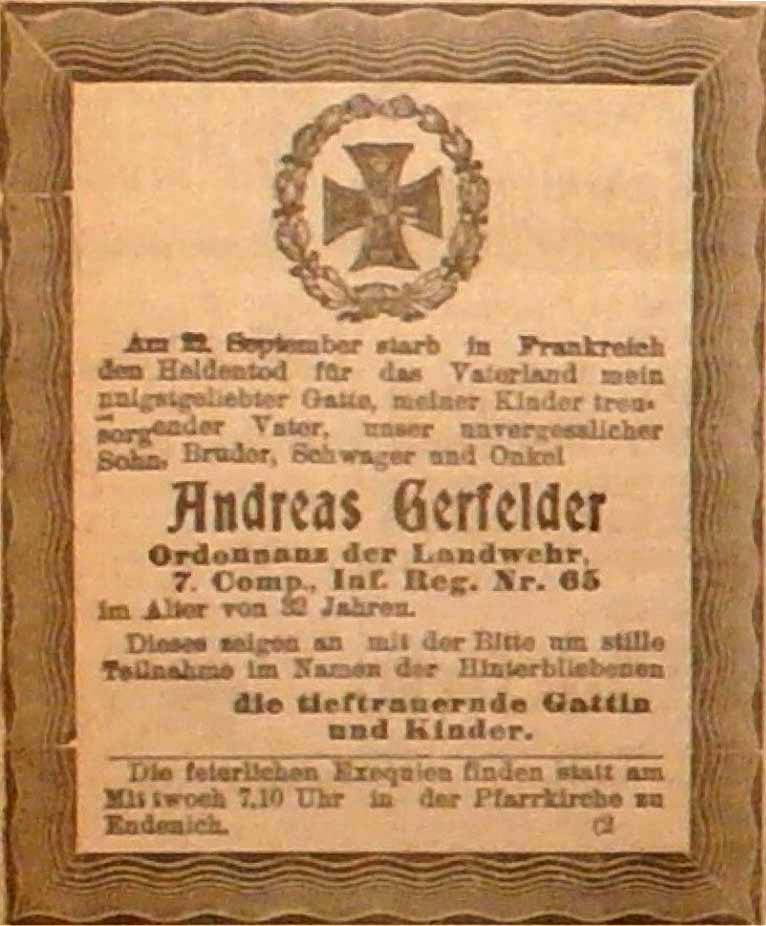 Am 22. September starb in Frankreich
den Heldentod für das Vaterland mein
nnigstgeliebter Gatte, meiner Kinder treu-
sorgender Vater, unser unvergesslicher
Sohn, Bruder, Schwager und Onkel
Andreas Gerfelder
Ordonnanz der Landwehr,
7. Comp., Inf. Reg. Nr. 65
im Alter von 32 Jahren.
Dieses zeigen an mit der Bitte um stille
Teilnahme im Namen der Hinterbliebenen
die tieftrauernde Gattin
und Kinder.
Die feierlichen Exequien finden statt am
Mittwoch 7,10 Uhr in der Pfarrkirche zu
Endenich. (2